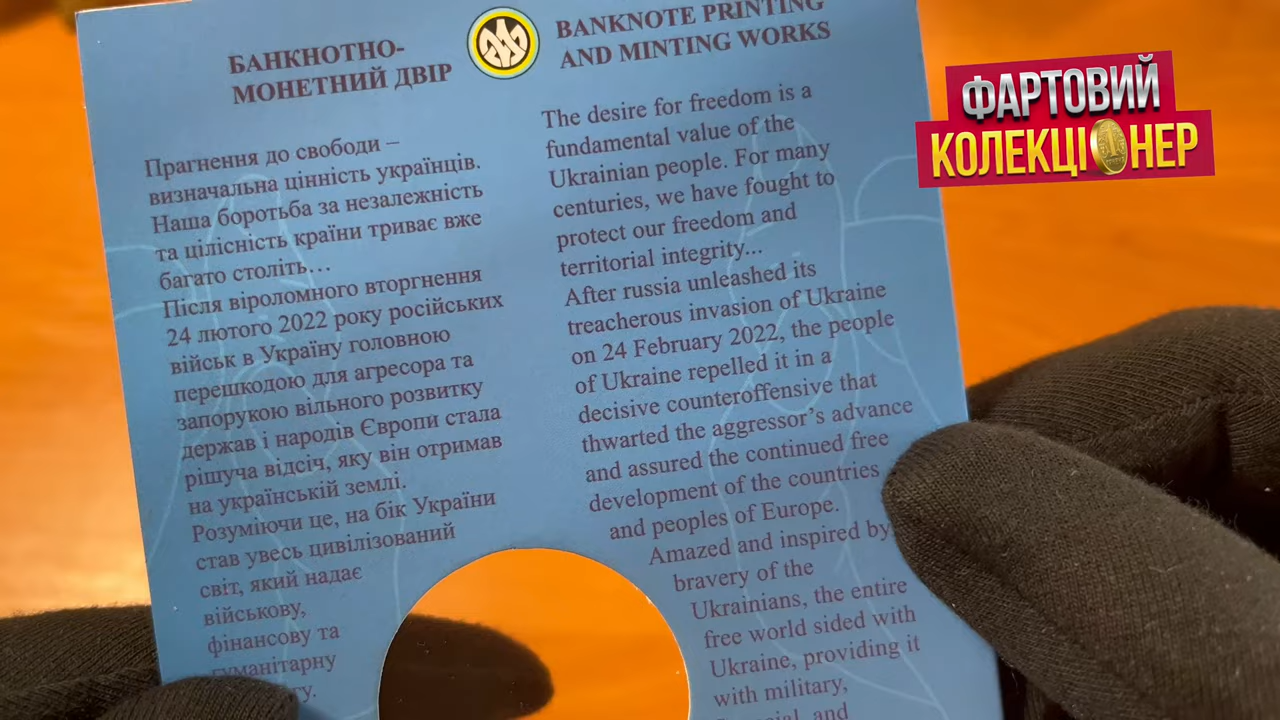 БАНКНОТНО-
МОНЕТНИЙ ДВІР
BANKNOTE PRINTING
AND MINTING WORKS
Прагнення до свободи –
визначальна цінність українців.
Наша боротьба за незалежність
та цілісність країни триває вже
багато століть...
Після віроломного вторгнення
24 лютого 2022 року російських
військ в Україну головною
перешкодою для агресора та
запорукою вільного розвитку
держав і народів Європи стала
рішуча відсіч, яку він отримав
на українській землі.
Розуміючи це, на бік України
став увесь цивілізований
світ, який надає
військову,
фінансову та
гуманітарну
The desire for freedom is a
fundamental value of the
Ukrainian people. For many
centuries, we have fought to
protect our freedom and
territorial integrity...
After russia unleashed its
treacherous invasion of Ukraine
on 24 February 2022, the people
of Ukraine repelled it in a
decisive counteroffensive that
thwarted the aggressor's advance
and assured the continued free
development of the countries
and peoples of Europe.
Amazed and inspired by
bravery of the
Ukrainians, the entire
free world sided with
Ukraine, providing it
with military,
and
ФАРТОВИЙ
КОЛЕКЦІОНЕР